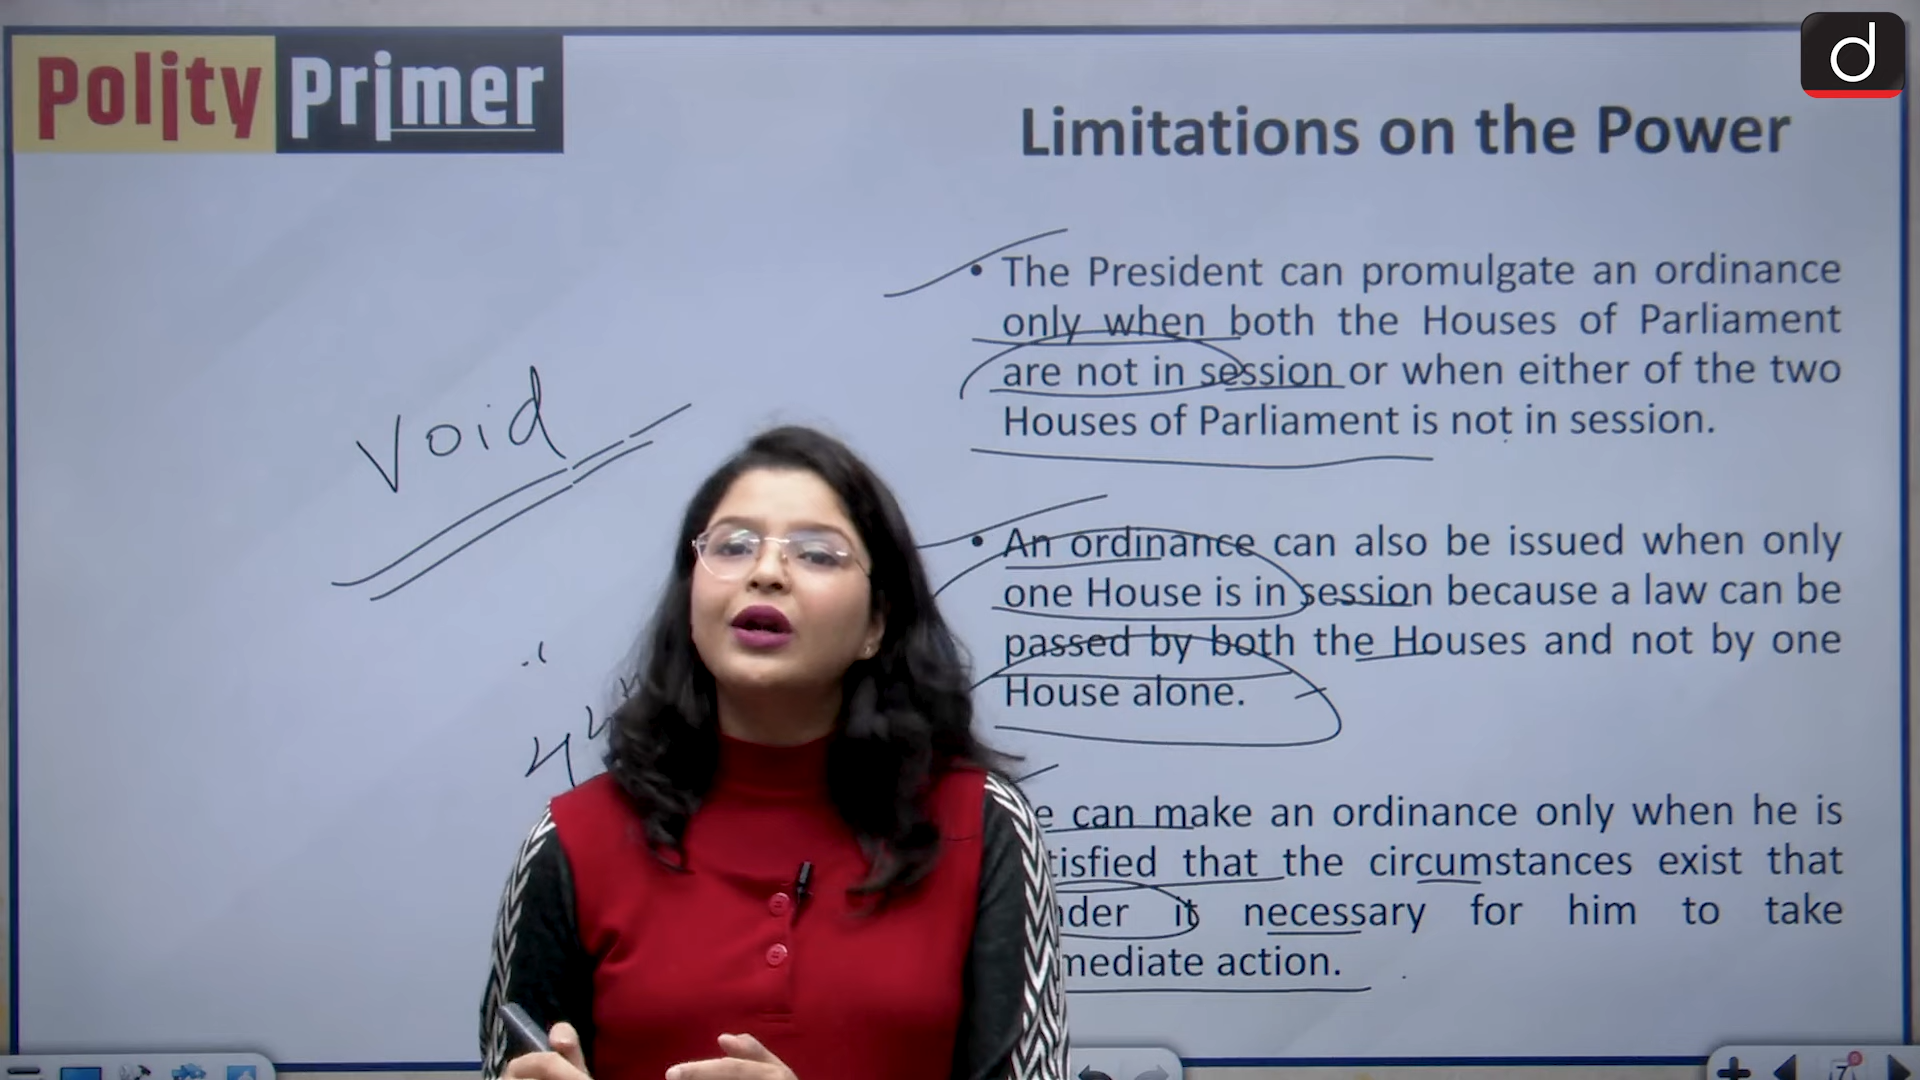 Polity Primer
d
Limitations on the Power
• The President can promulgate an ordinance
only when both the Houses of Parliament
are not in session or when either of the two
Houses of Parliament is not in session.
void
• An ordinance can also be issued when only
one House is in session because a law can be
passed by both the Houses and not by one
House alone.
e can make an ordinance only when he is
tisfied that the circumstances exist that
nder it necessary for him to take
mediate action.
7